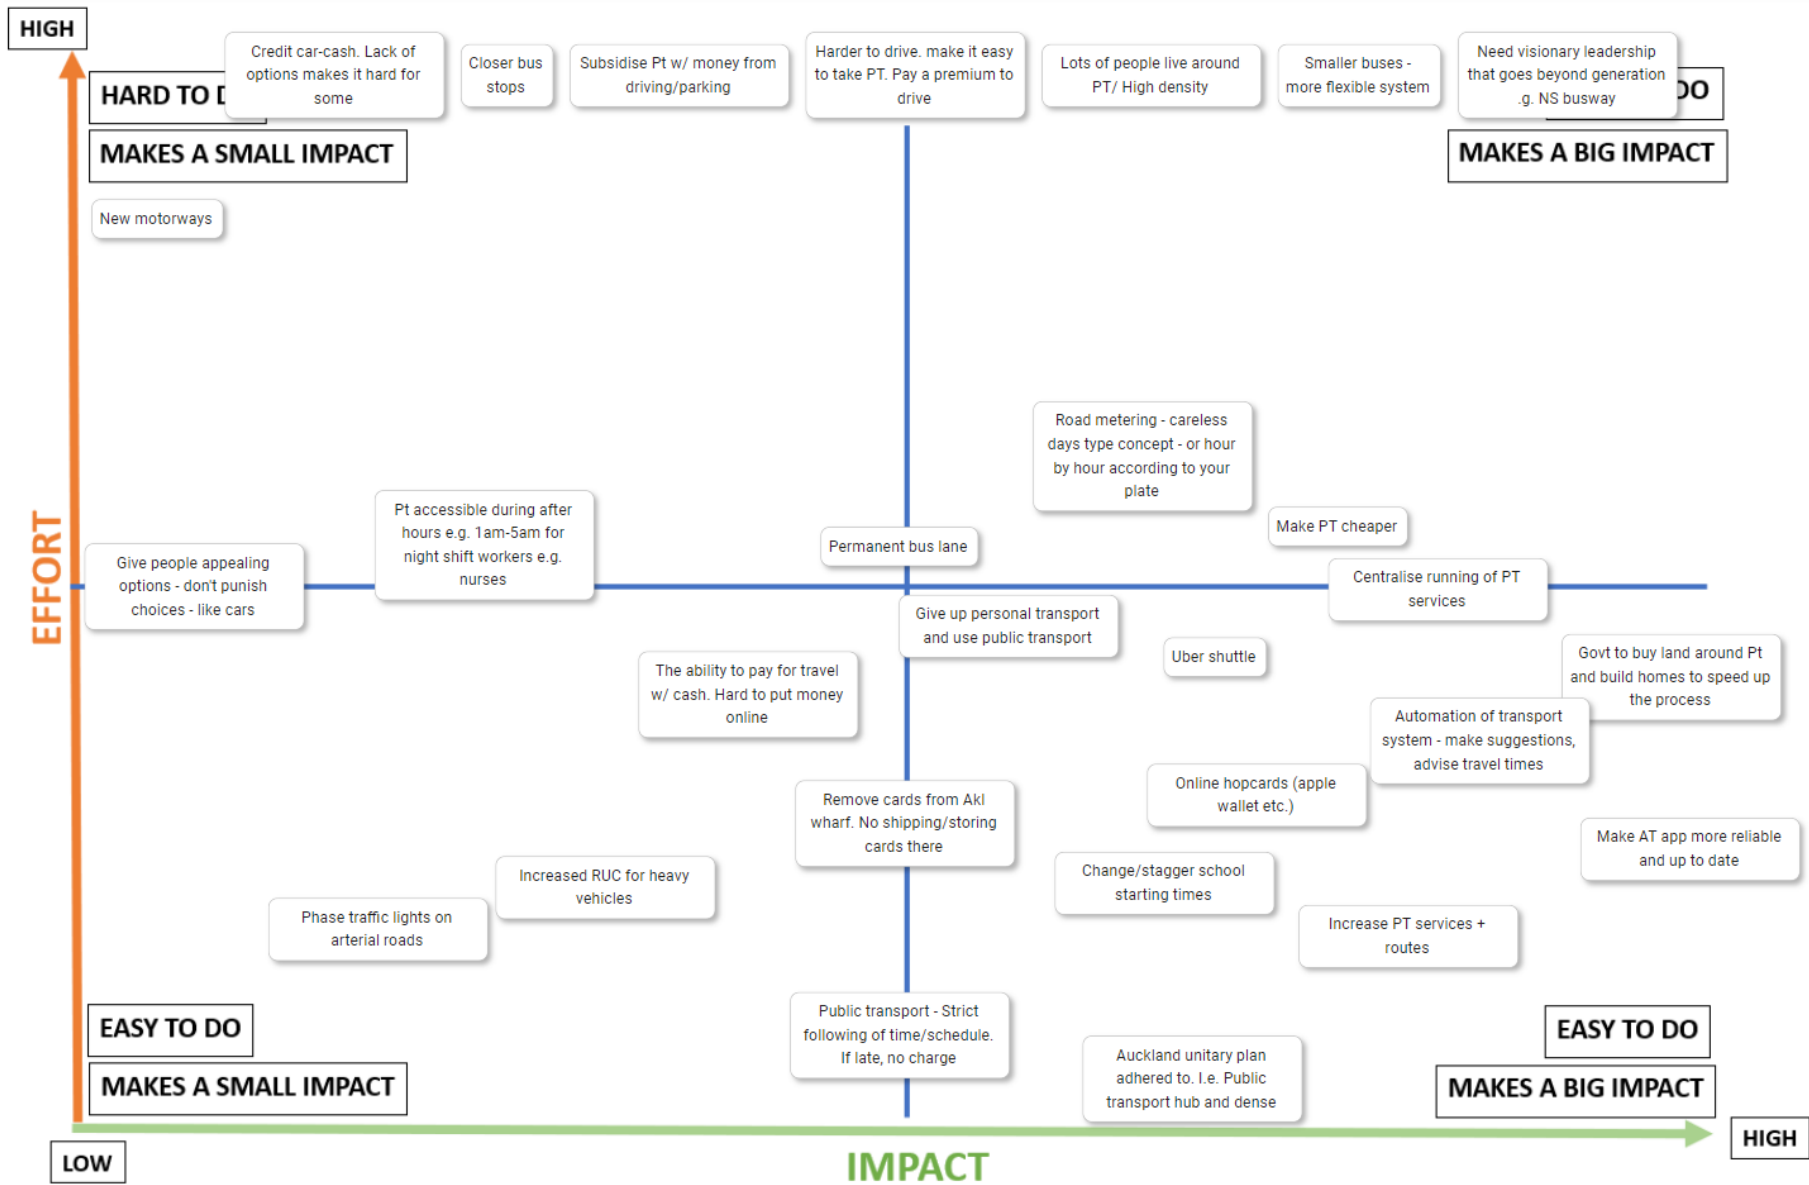 HIGH
HARD TO D
MAKES A SMALL IMPACT
Credit car-cash. Lack of
options makes it hard for
some
Closer bus
stops
Subsidise Pt w/ money from
driving/parking
Harder to drive. make it easy
to take PT. Pay a premium to
drive
Lots of people live around
PT/ High density
Smaller buses -
more flexible system
Need visionary leadership
that goes beyond generation
.g. NS busway
DO
MAKES A BIG IMPACT
New motorways
Road metering - careless
days type concept - or hour
by hour according to your
plate
Pt accessible during after
hours e.g. 1am-5am for
night shift workers e.g.
nurses
Make PT cheaper
Permanent bus lane
EFFORT
Give people appealing
options - don't punish
choices - like cars
Centralise running of PT
services
Give up personal transport
and use public transport
Uber shuttle
Govt to buy land around Pt
and build homes to speed up
the process
The ability to pay for travel
w/ cash. Hard to put money
online
Automation of transport
system - make suggestions,
advise travel times
Online hopcards (apple
wallet etc.)
Remove cards from Akl
wharf. No shipping/storing
cards there
Make AT app more reliable
and up to date
Change/stagger school
starting times
Increased RUC for heavy
vehicles
Phase traffic lights on
arterial roads
Increase PT services +
routes
EASY TO DO
MAKES A SMALL IMPACT
Public transport - Strict
following of time/schedule.
If late, no charge
Auckland unitary plan
adhered to. I.e. Public
transport hub and dense
EASY TO DO
MAKES A BIG IMPACT
LOW
IMPACT
HIGH